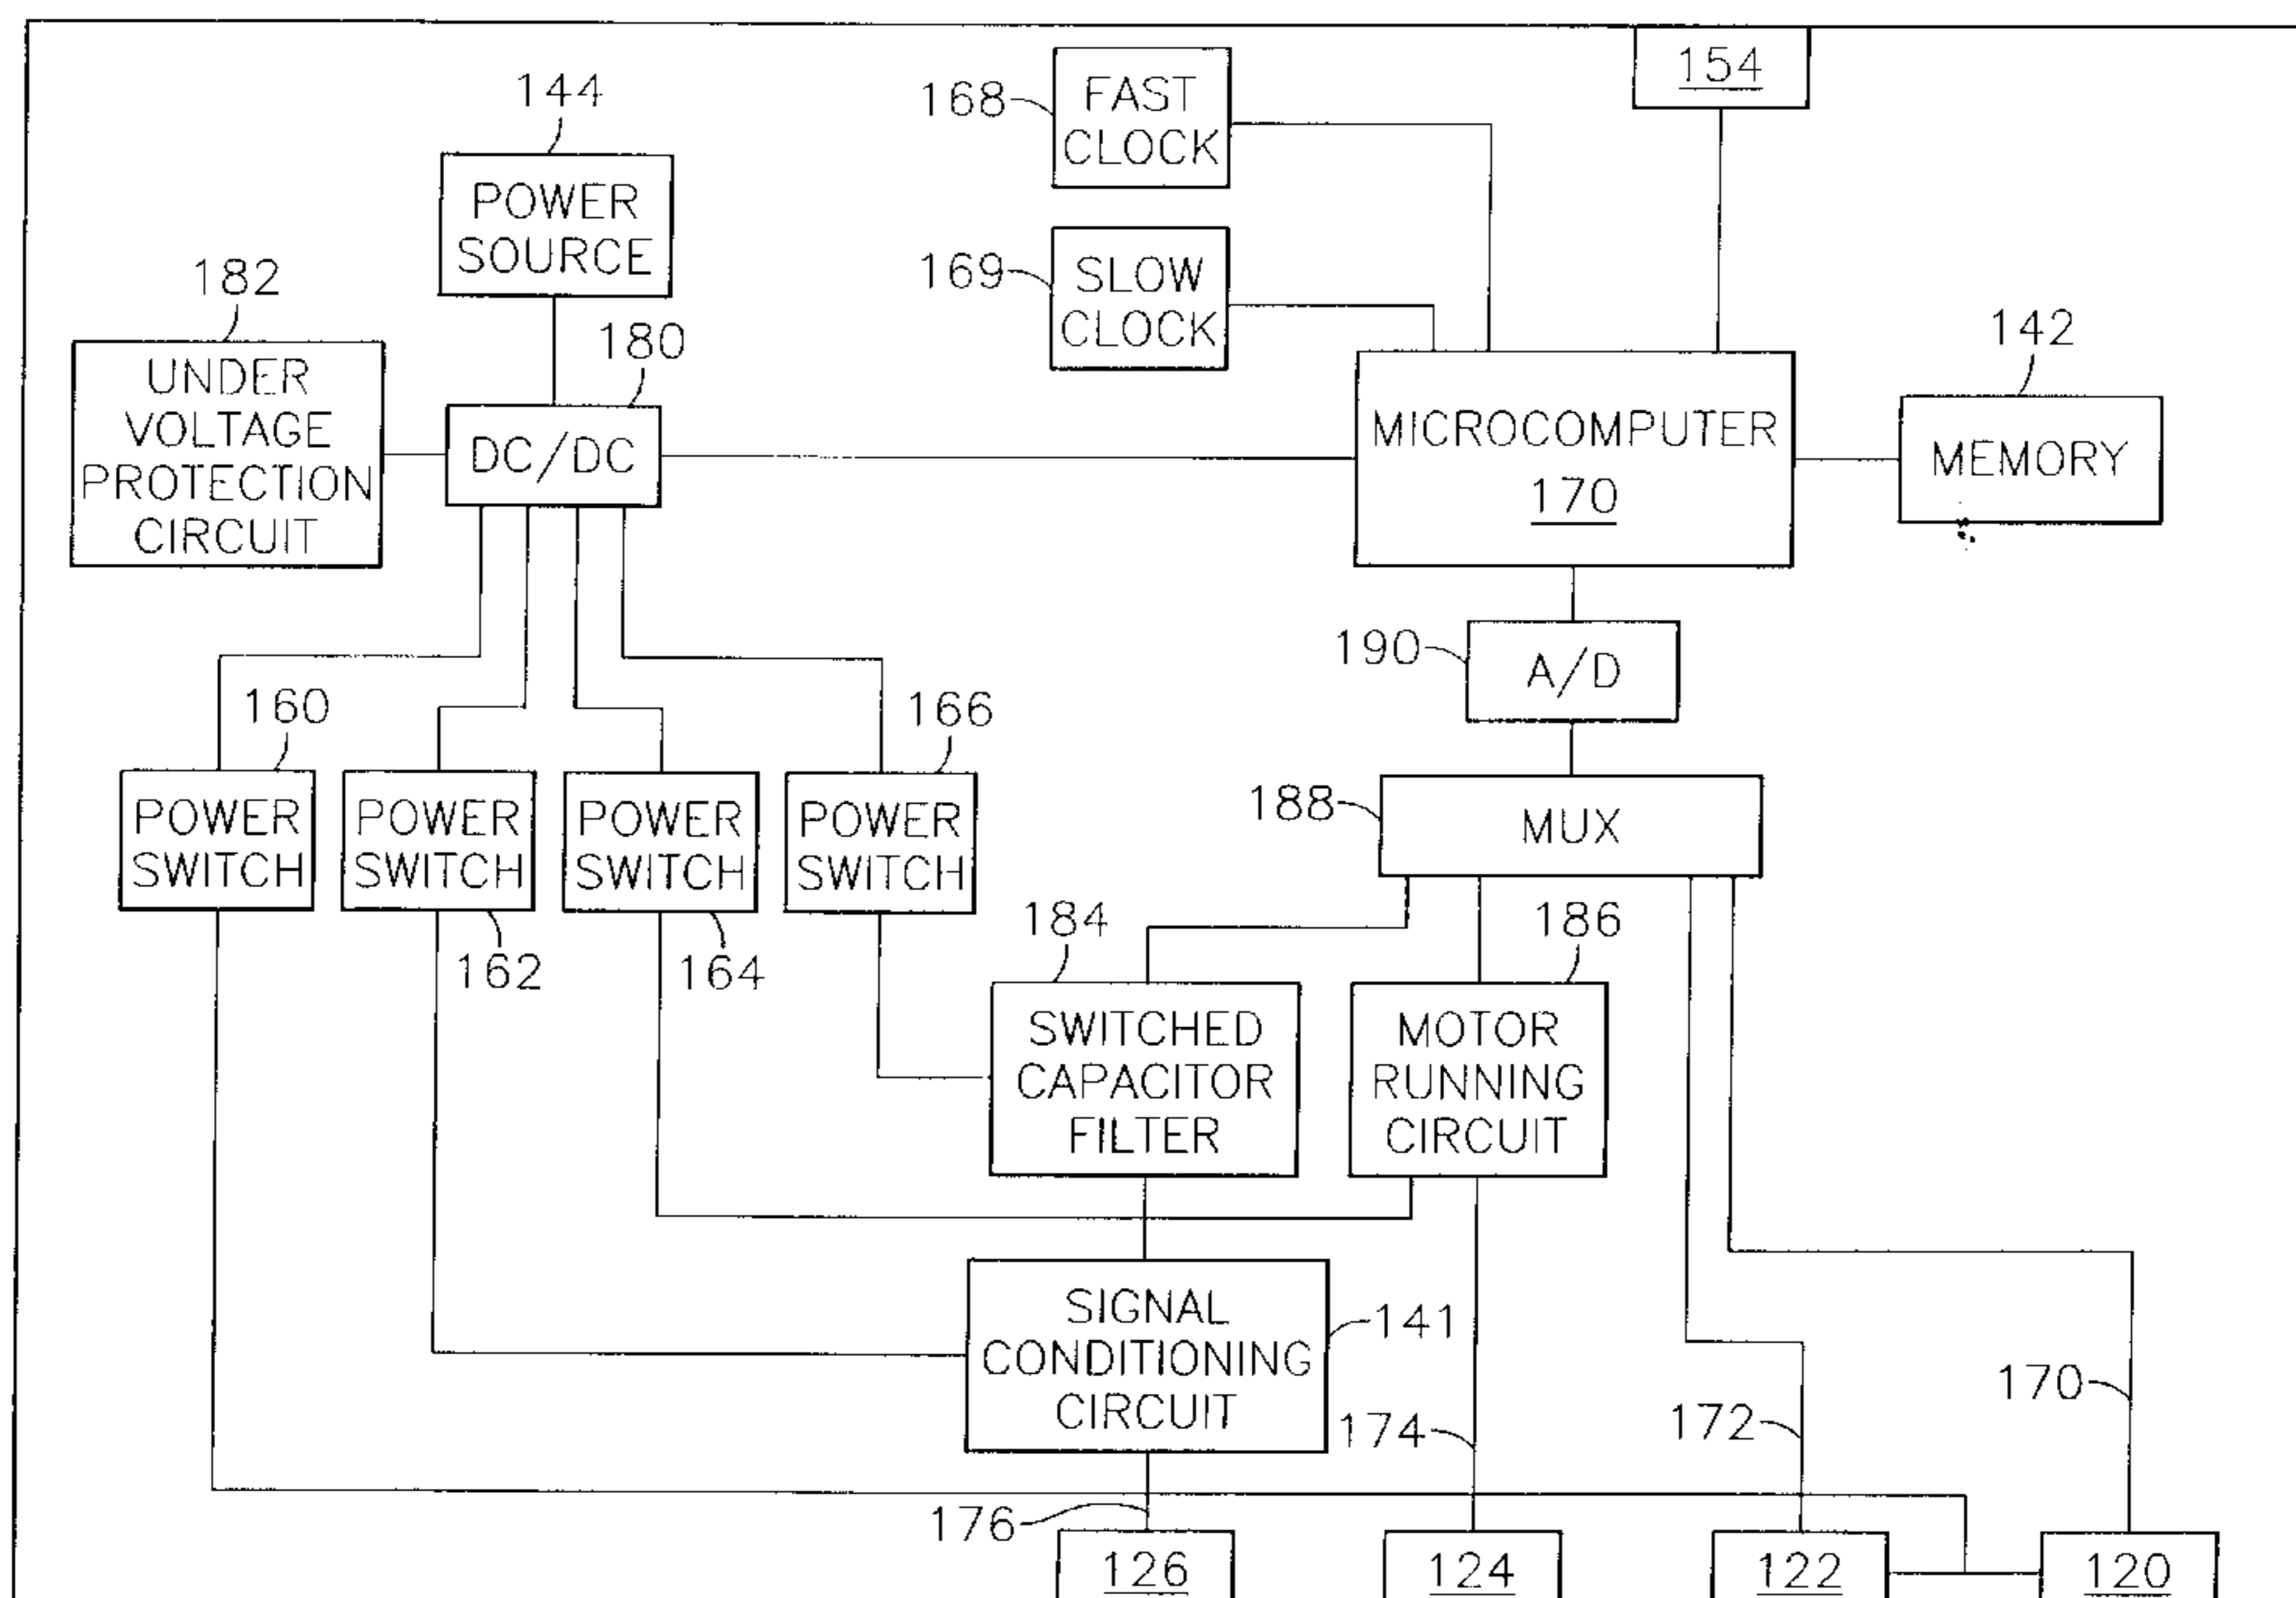 154
168
FAST
CLOCK
144
POWER
SOURCE
169
SLOW
CLOCK
182
UNDER
VOLTAGE
PROTECTION
CIRCUIT
180
DC/DC
MICROCOMPUTER
170
142
MEMORY
190
A/D
160
POWER
SWITCH
POWER
SWITCH
162
POWER
SWITCH
164
166
POWER
SWITCH
188
MUX
184
SWITCHED
CAPACITOR
FILTER
186
MOTOR
RUNNING
CIRCUIT
SIGNAL
CONDITIONING
CIRCUIT
141
174
172
170
176
126
124
122
120